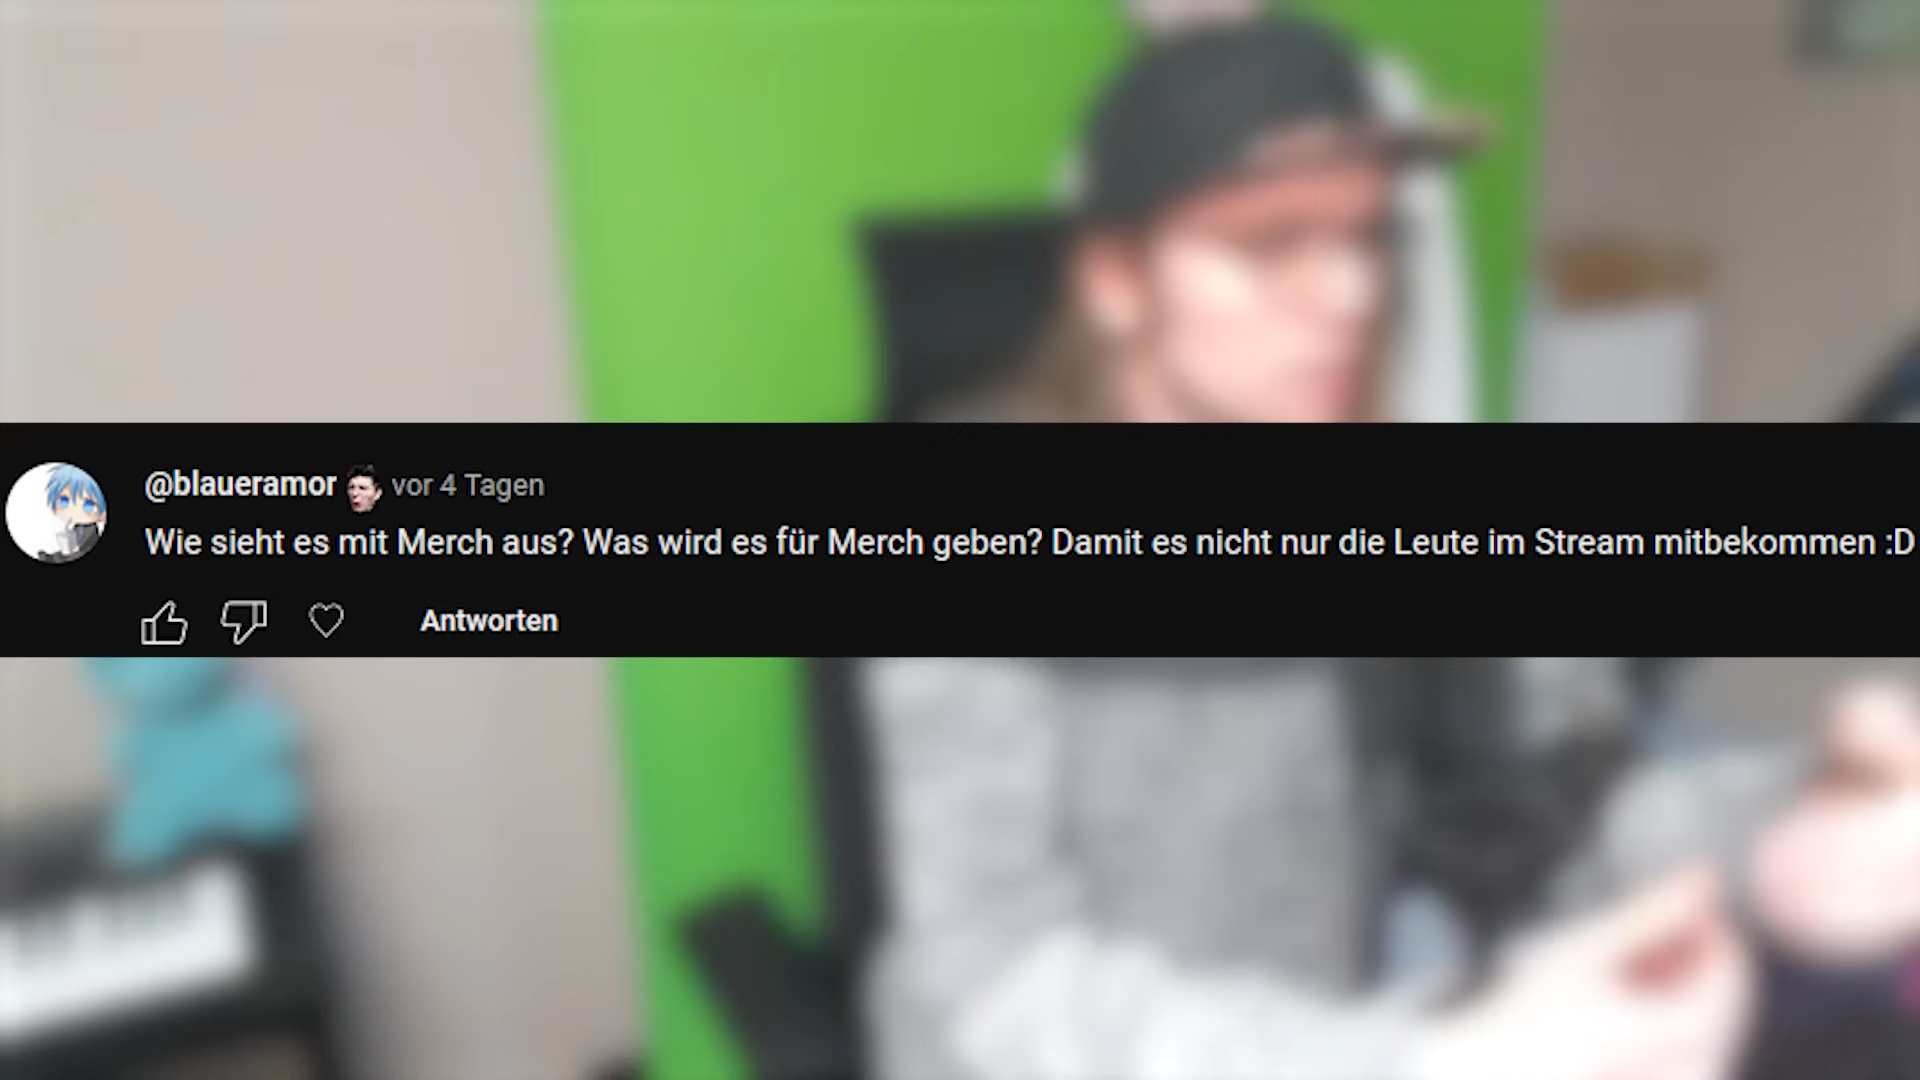 @blaueramor vor 4 Tagen
Wie sieht es mit Merch aus? Was wird es für Merch geben? Damit es nicht nur die Leute im Stream mitbekommen :D
Antworten